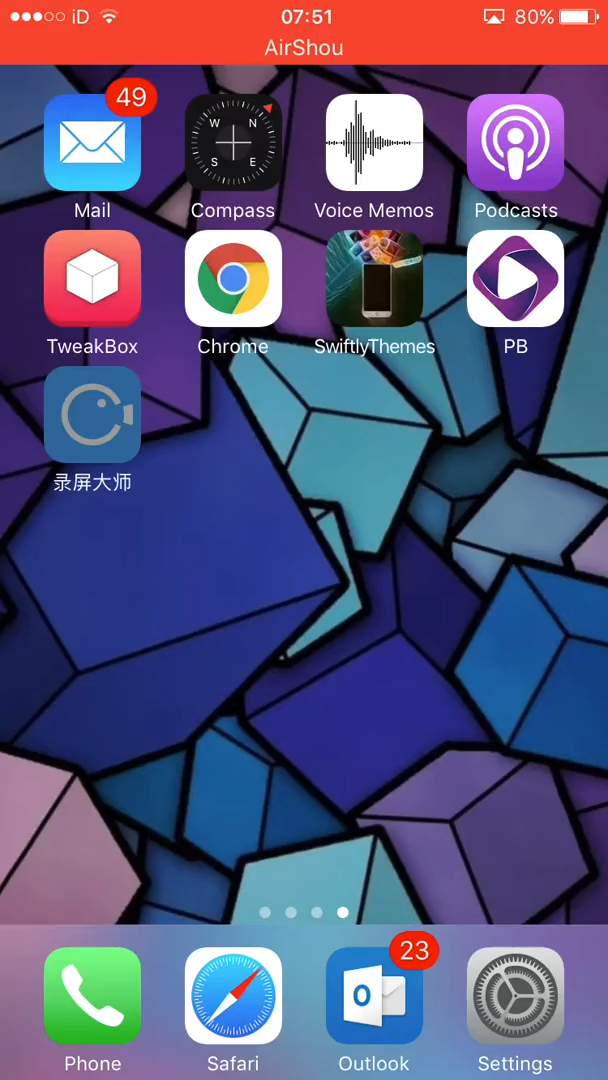 iD 07:51 80%
AirShou
49
W N
S E
Mail Compass Voice Memos Podcasts
TweakBox Chrome SwiftlyThemes PB
录屏大师
23
O
Phone Safari Outlook Settings